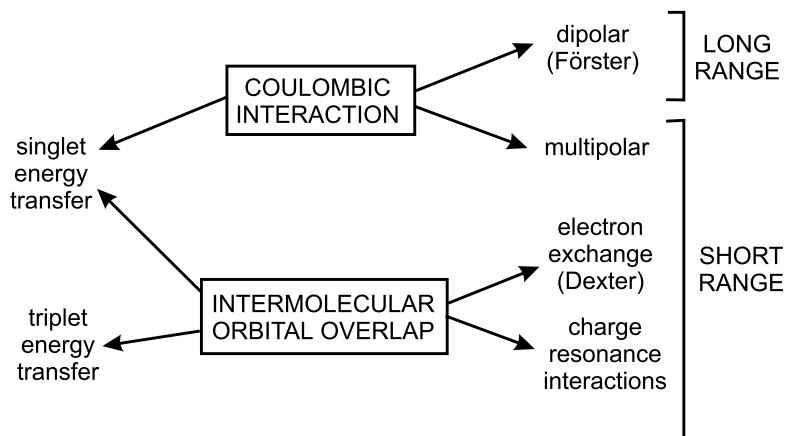 dipolar
(Förster)
LONG
RANGE
COULOMBIC
INTERACTION
singlet
energy
transfer
multipolar
electron
exchange
(Dexter)
SHORT
RANGE
INTERMOLECULAR
ORBITAL OVERLAP
triplet
energy
transfer
charge
resonance
interactions